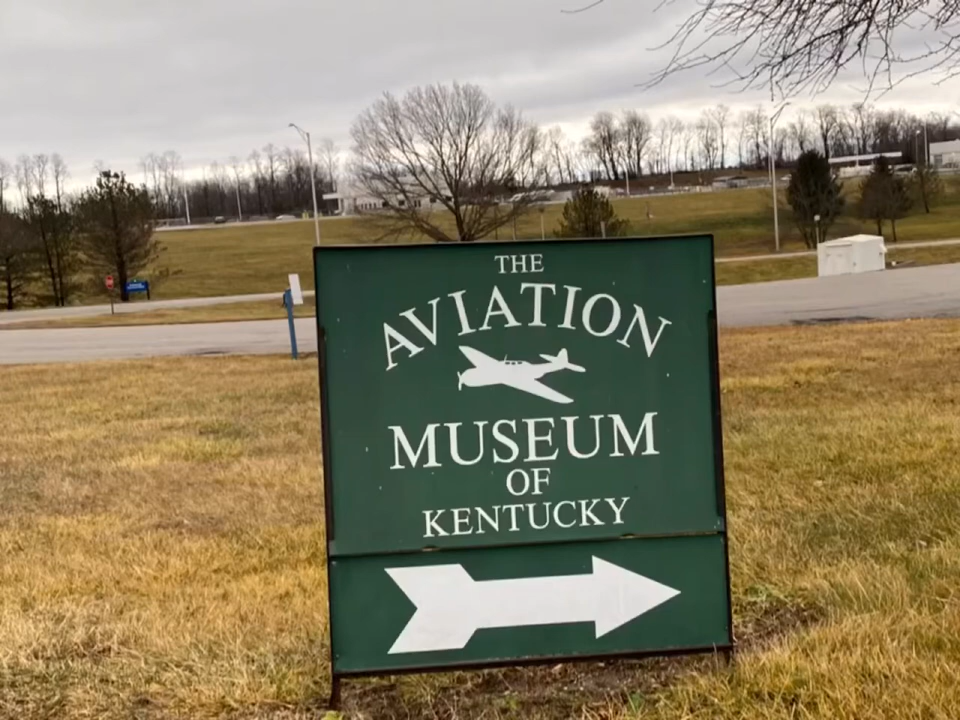 THE
AVIATION
MUSEUM
OF
KENTUCKY